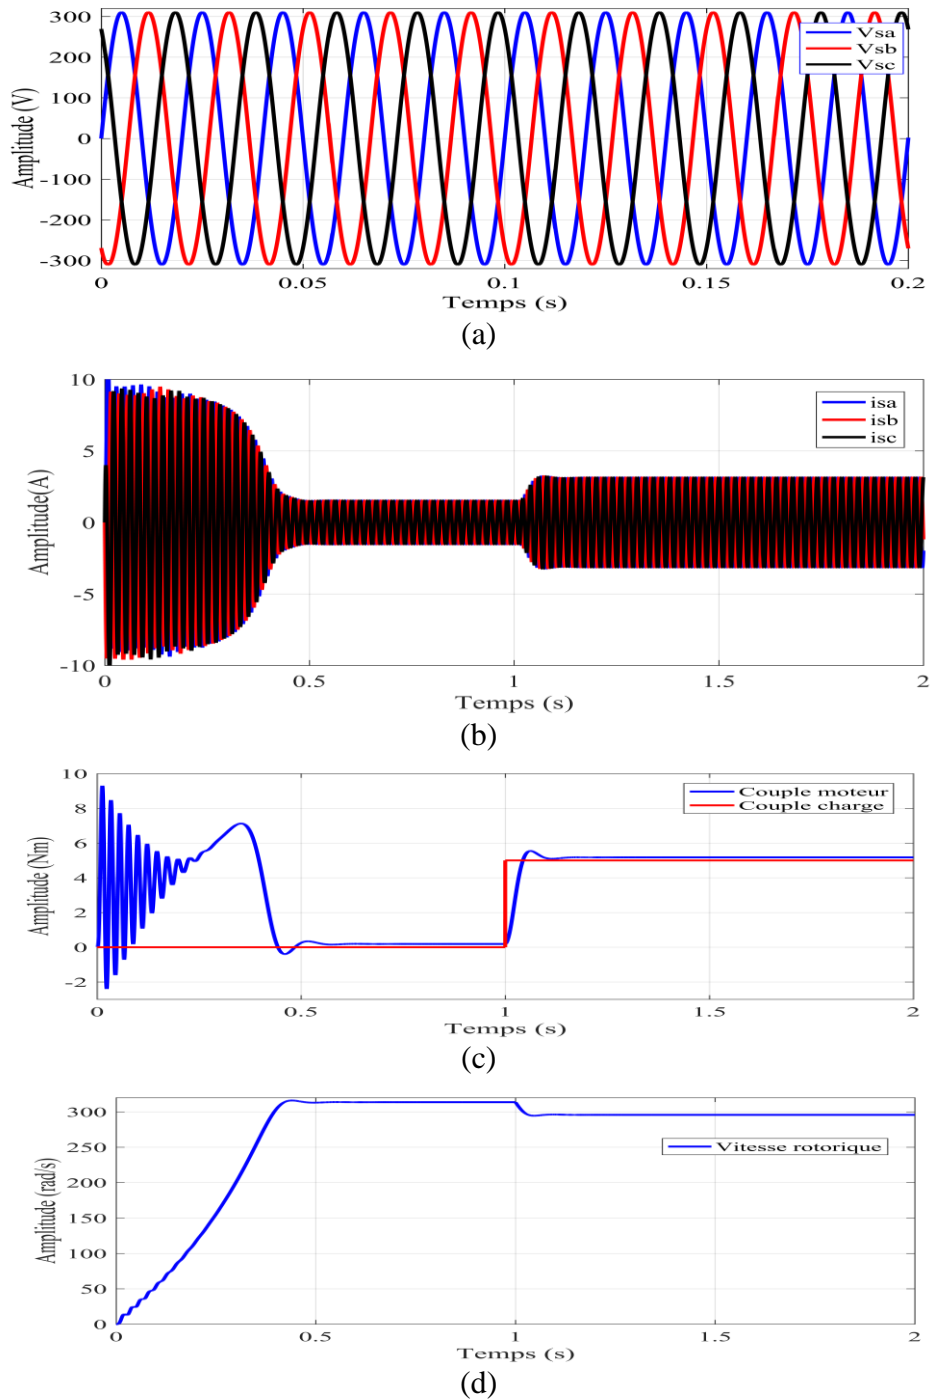 300
200
100
0
-100
-200
-300
Amplitude (V)
Vsa
Vsb
Vsc
0
0.05
0.1
0.15
0.2
Temps (s)
(a)
10
5
0
-5
-10
Amplitude(A)
isa
isb
isc
0
0.5
1
1.5
2
Temps (s)
(b)
10
8
6
4
2
0
-2
Amplitude (Nm)
Couple moteur
Couple charge
0
0.5
1
1.5
2
Temps (s)
(c)
300
250
200
150
100
50
0
Amplitude (rad/s)
Vitesse rotorique
0
0.5
1
1.5
2
Temps (s)
(d)